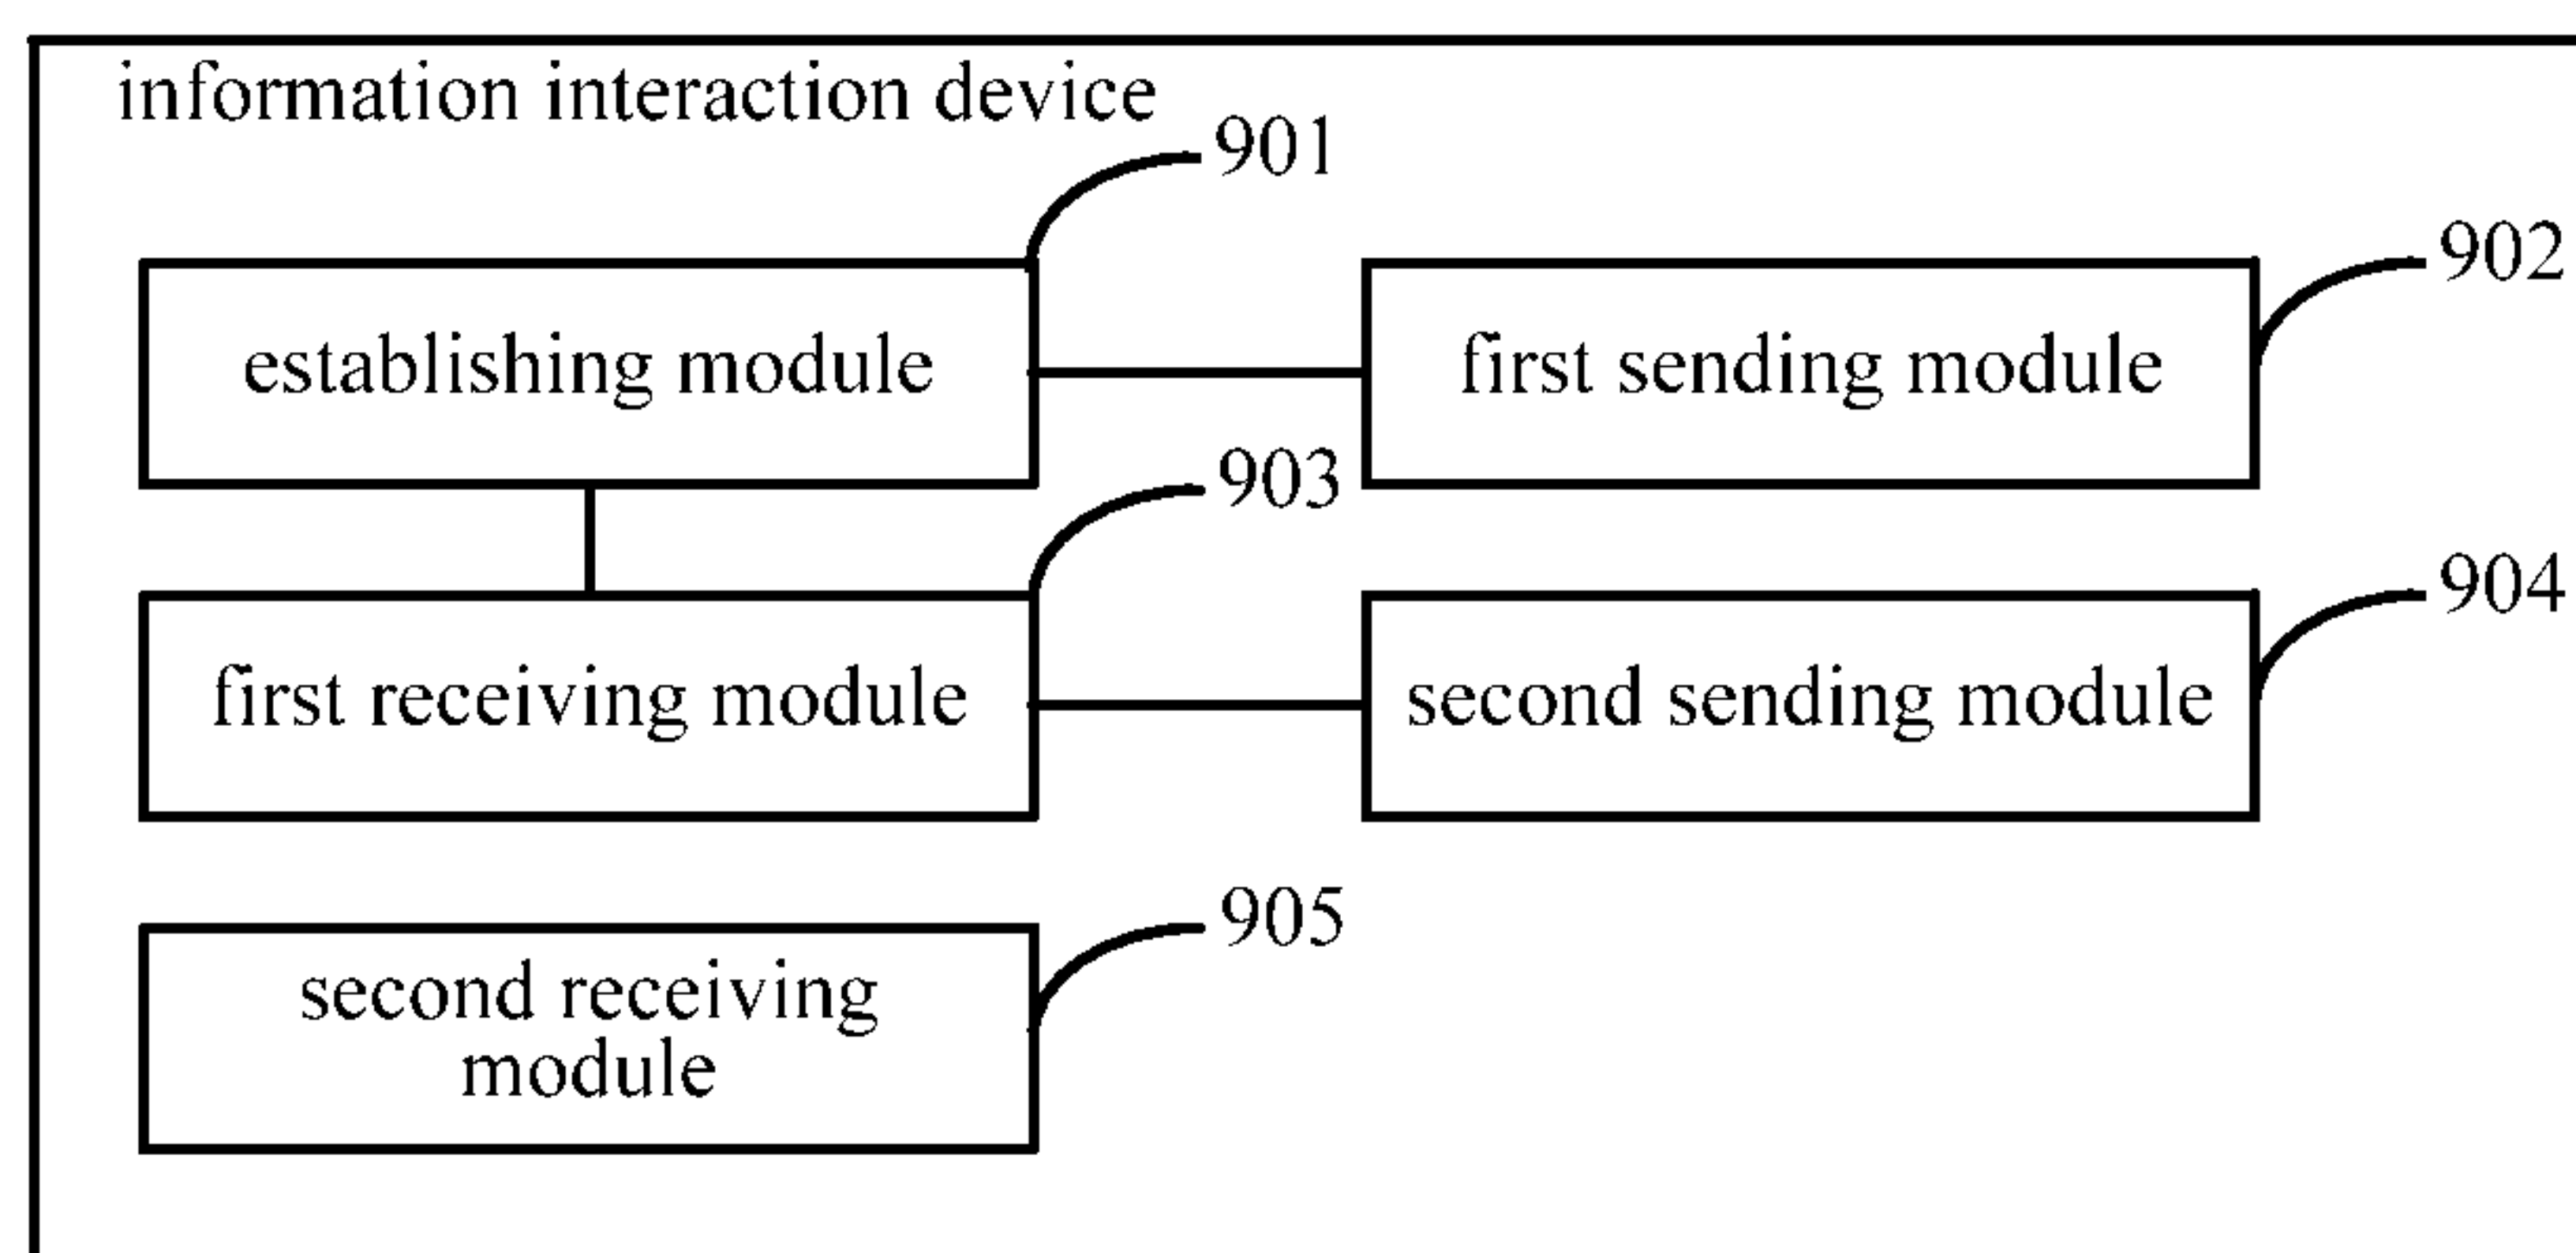 information interaction device
901
902
establishing module
first sending module
903
904
first receiving module
second sending module
905
second receiving
module